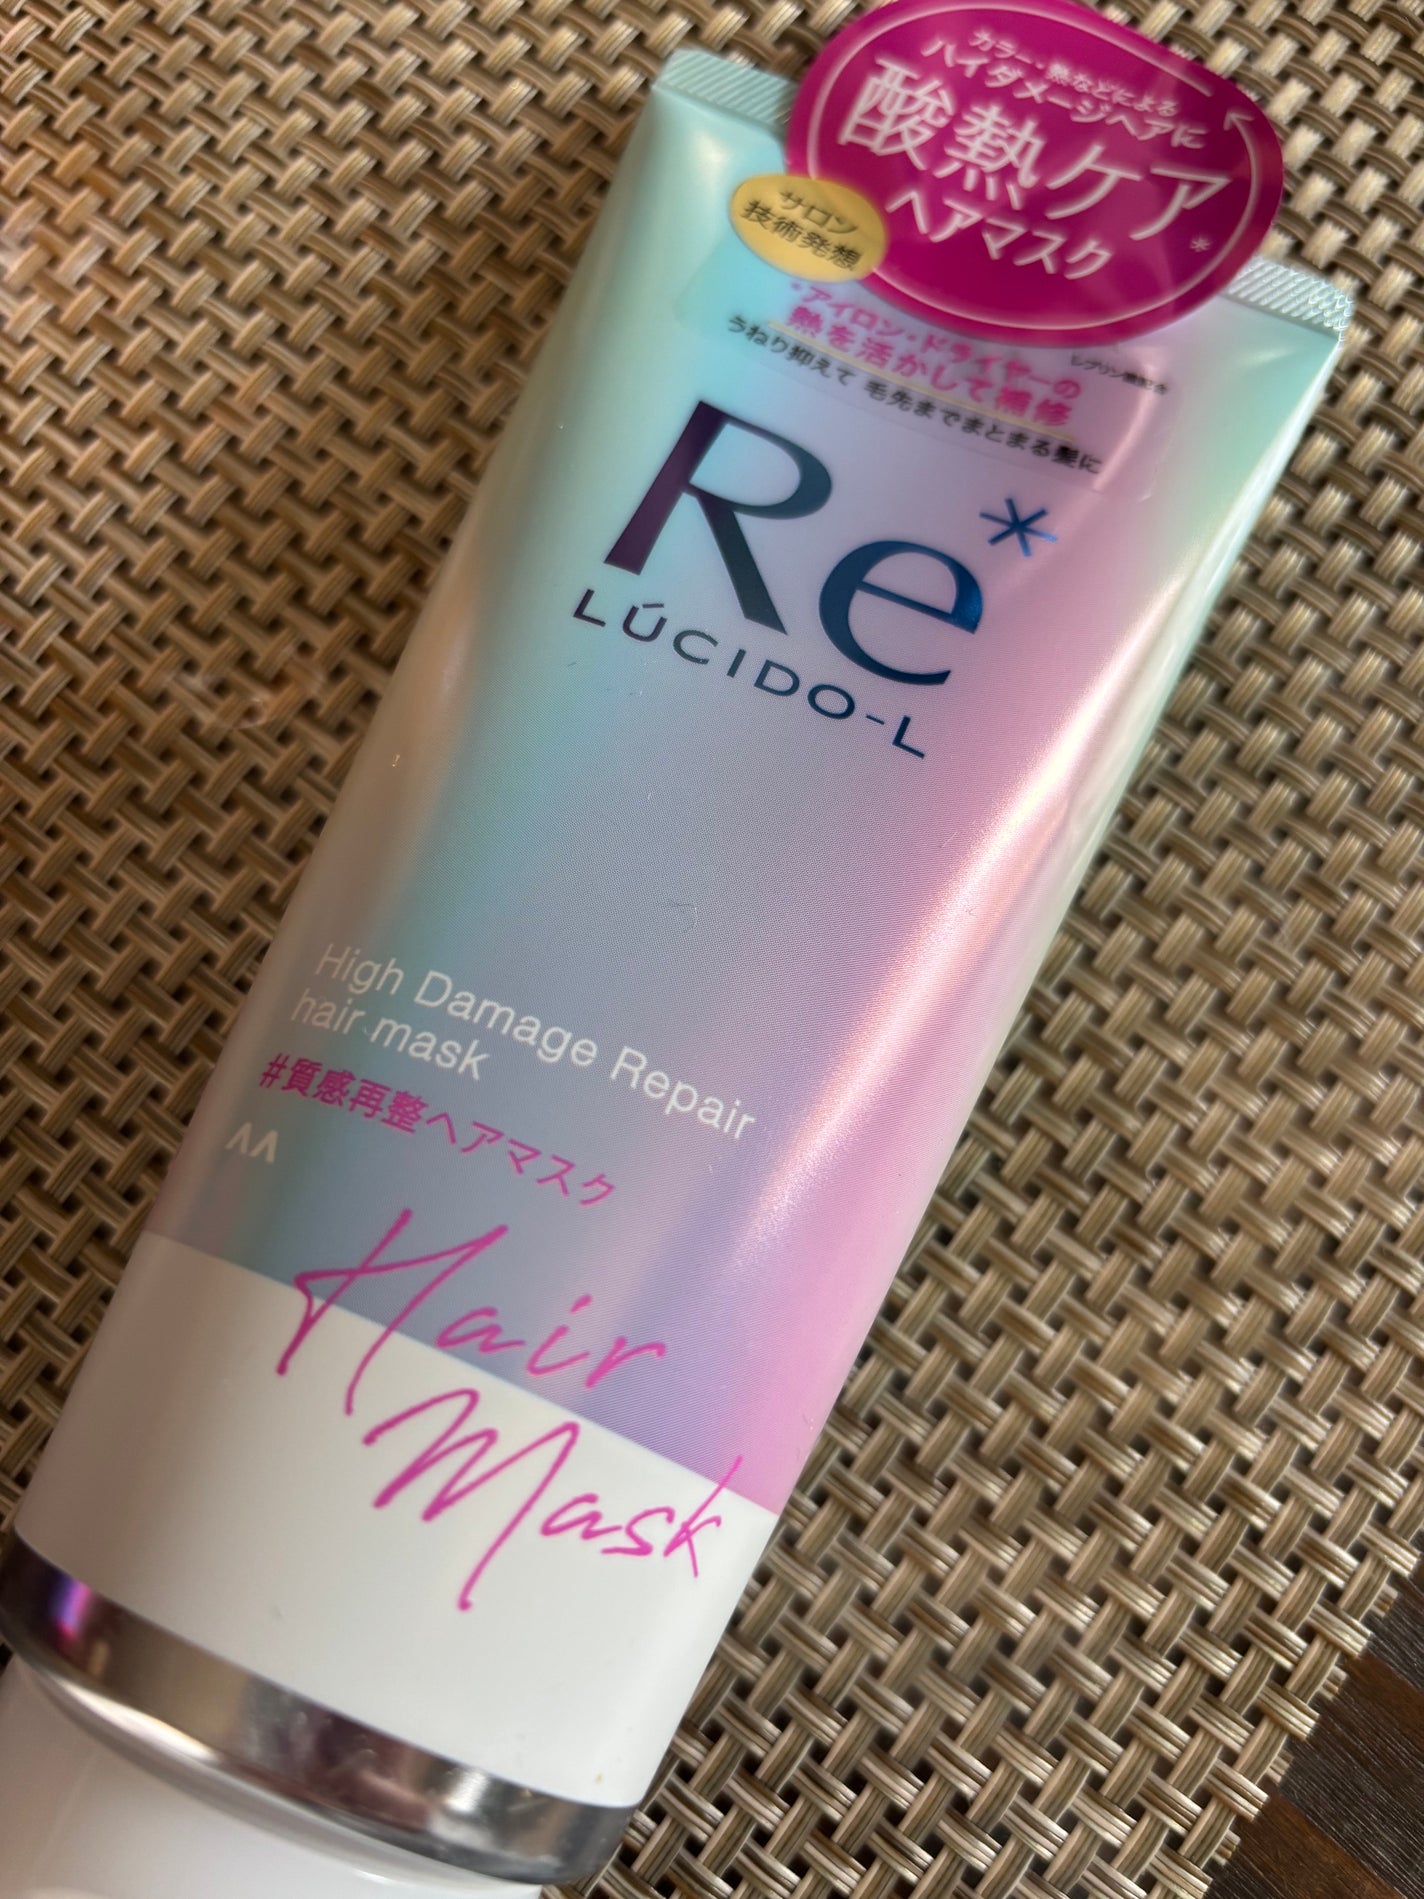 カラー・熱などによる
ハイダメージヘアに
酸熱ケア*
ヘアマスク
サロン
技術発想
・アイロン・ドライヤーの
熱を活かして補修
うねり抑えて 毛先までまとまる髪に
Re*
LÚCIDO-L
High Damage Repair
hair mask
#質感再整ヘアマスク
Hair
Mask